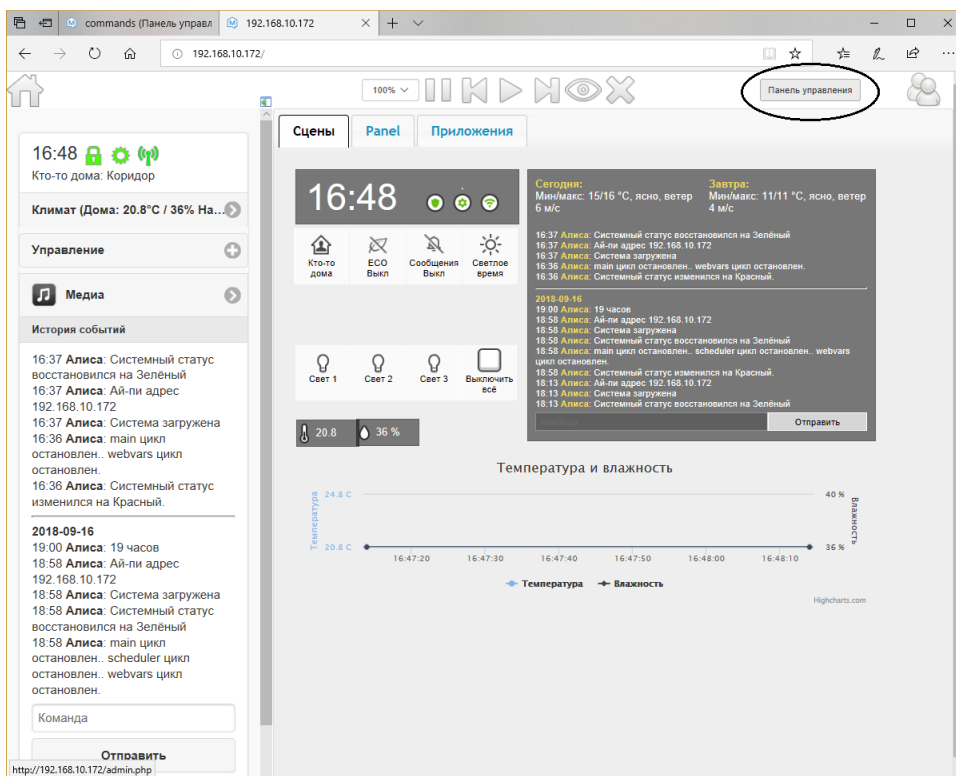 commands (Панель управл
192.168.10.172
192.168.10.172/
100%
Панель управления
16:48
Кто-то дома: Коридор
Климат (Дома: 20.8°C / 36% На...
Управление
Медиа
История событий
16:37 Алиса: Системный статус
восстановился на Зелёный
16:37 Алиса: Ай-пи адрес
192.168.10.172
16:37 Алиса: Система загружена
16:36 Алиса: main цикл
остановлен.. webvars цикл
остановлен.
16:36 Алиса: Системный статус
изменился на Красный.
2018-09-16
19:00 Алиса: 19 часов
18:58 Алиса: Ай-пи адрес
192.168.10.172
18:58 Алиса: Система загружена
18:58 Алиса: Системный статус
восстановился на Зелёный
18:58 Алиса: main цикл
остановлен.. scheduler цикл
остановлен.. webvars цикл
остановлен.
Команда
Отправить
http://192.168.10.172/admin.php
Сцены
Panel
Приложения
16:48
Кто-то
дома
ECO
Выкл
Сообщения
Выкл
Светлое
время
Свет 1
Свет 2
Свет 3
Выключить
всё
20.8
36 %
Сегодня:
Мин/макс: 15/16 °C, ясно, ветер
6 м/с
Завтра:
Мин/макс: 11/11 °C, ясно, ветер
4 м/с
16:37 Алиса: Системный статус восстановился на Зелёный
16:37 Алиса: Ай-пи адрес 192.168.10.172
16:37 Алиса: Система загружена
16:36 Алиса: main цикл остановлен.. webvars цикл остановлен.
16:36 Алиса: Системный статус изменился на Красный.
2018-09-16
19:00 Алиса: 19 часов
18:58 Алиса: Ай-пи адрес 192.168.10.172
18:58 Алиса: Система загружена
18:58 Алиса: Системный статус восстановился на Зелёный
18:58 Алиса: main цикл остановлен.. scheduler цикл остановлен.. webvars
цикл остановлен.
18:58 Алиса: Системный статус изменился на Красный.
18:13 Алиса: Ай-пи адрес 192.168.10.172
18:13 Алиса: Система загружена
18:13 Алиса: Системный статус восстановился на Зелёный
Команда
Отправить
Температура и влажность
Температура
24.8 C
20.8 C
40 %
36 %
Влажность
16:47:20
16:47:30
16:47:40
16:47:50
16:48:00
16:48:10
Температура
Влажность
Highcharts.com